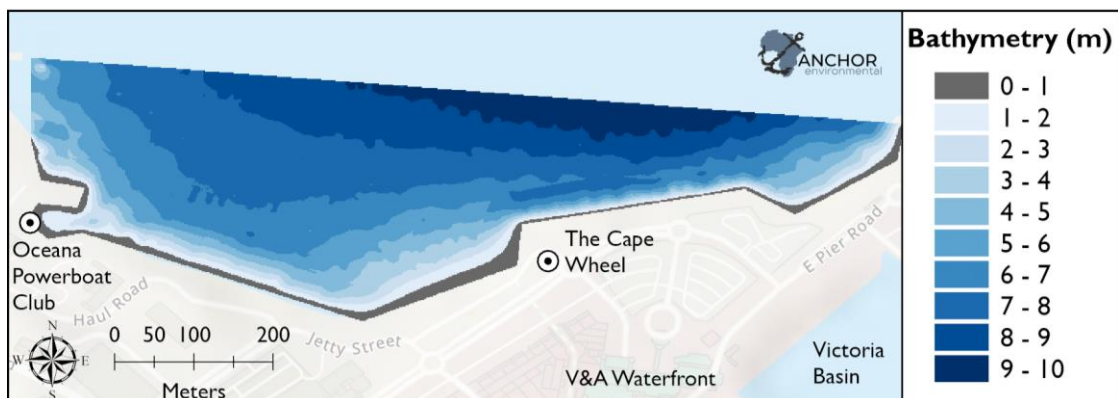 ANCHOR
environmental
Oceana
Powerboat
Club
The Cape
Wheel
E Pier Road
Haul Road
Jetty Street
V&A Waterfront
Victoria
Basin
N
W
E
S
0 50 100 200
Meters
Bathymetry (m)
0 - 1
1 - 2
2 - 3
3 - 4
4 - 5
5 - 6
6 - 7
7 - 8
8 - 9
9 - 10